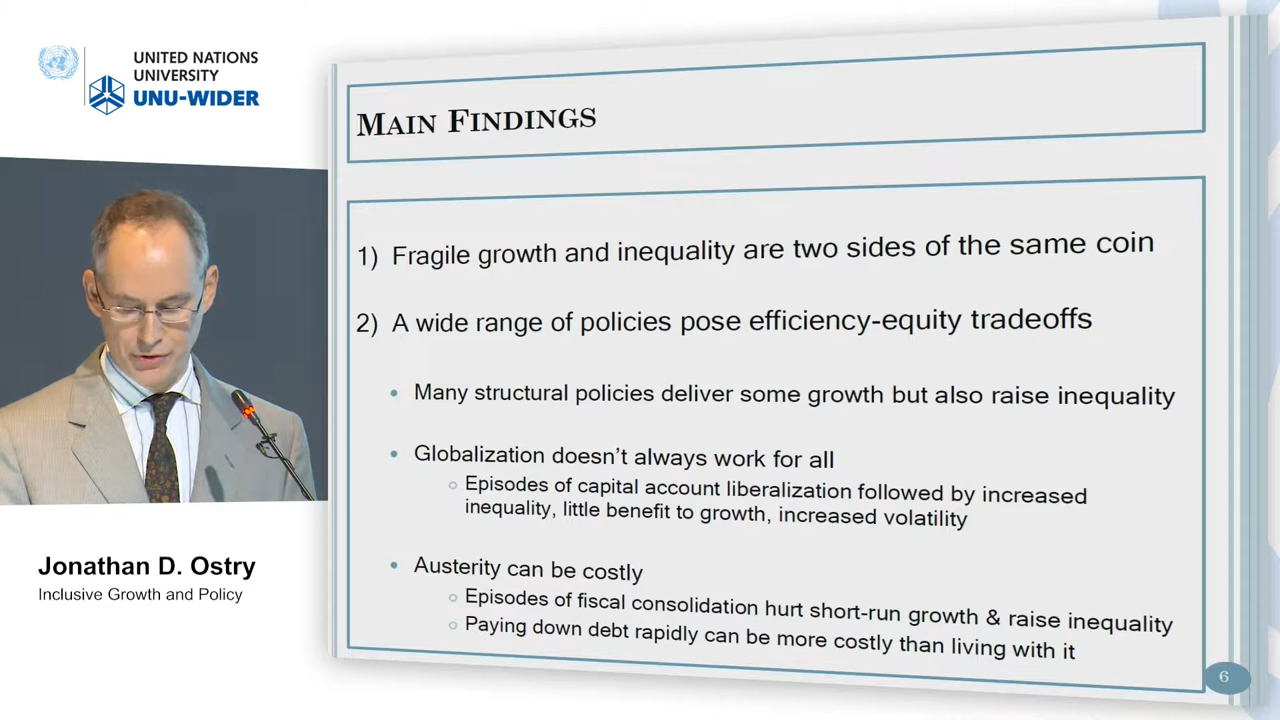 UNITED NATIONS
UNIVERSITY
UNU-WIDER
MAIN FINDINGS
1) Fragile growth and inequality are two sides of the same coin
2) A wide range of policies pose efficiency-equity tradeoffs
• Many structural policies deliver some growth but also raise inequality
• Globalization doesn't always work for all
○ Episodes of capital account liberalization followed by increased
inequality, little benefit to growth, increased volatility
• Austerity can be costly
○ Episodes of fiscal consolidation hurt short-run growth & raise inequality
○ Paying down debt rapidly can be more costly than living with it
6
Jonathan D. Ostry
Inclusive Growth and Policy